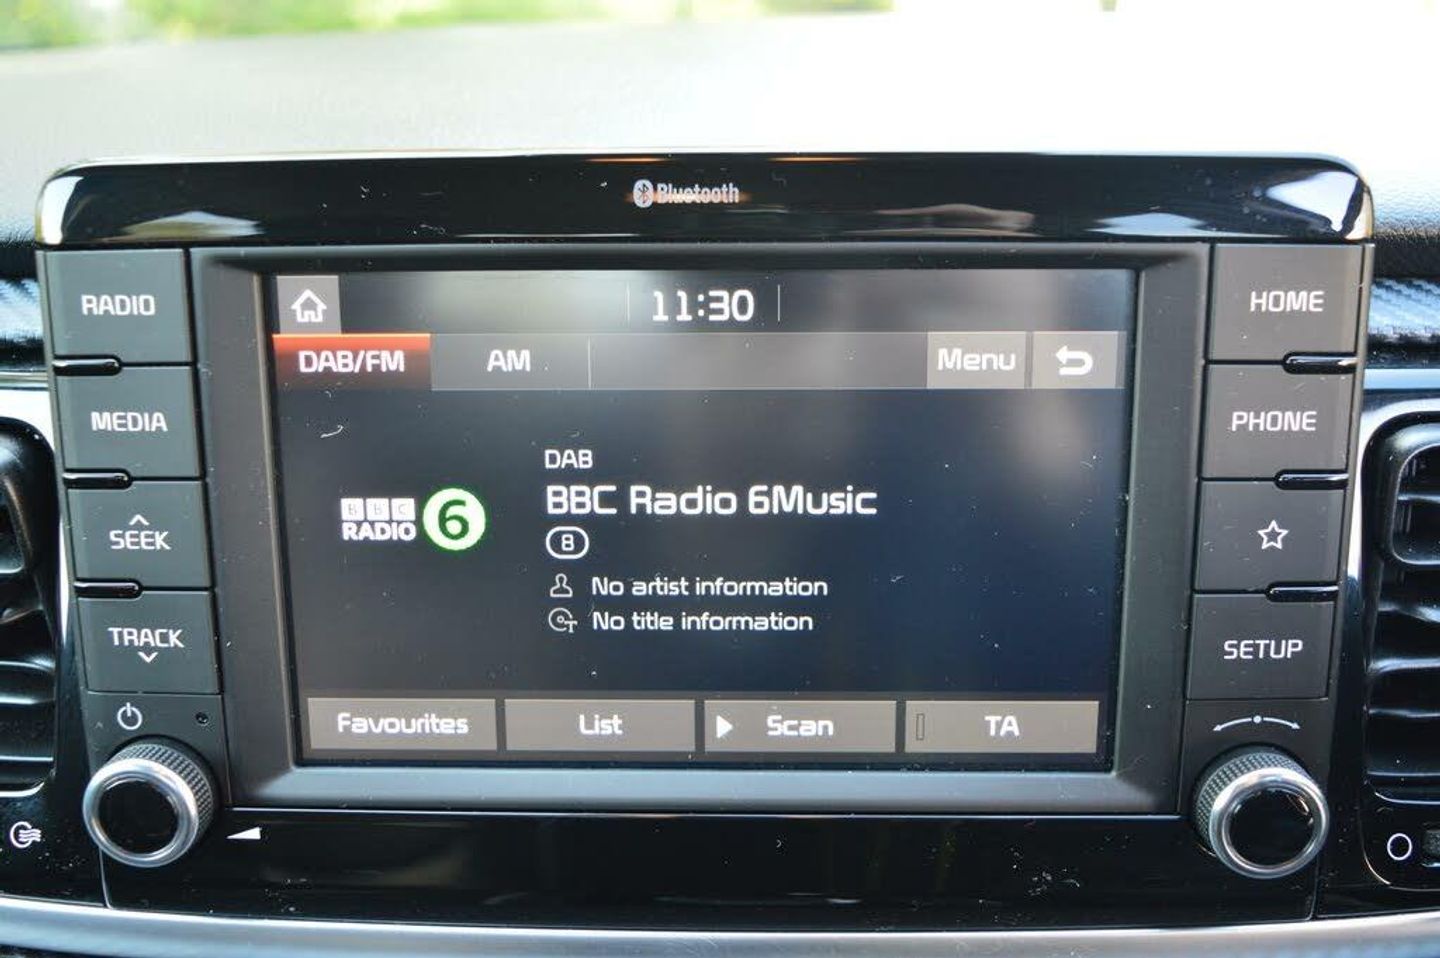 Bluetooth
RADIO
HOME
11:30
DAB/FM AM Menu
MEDIA
PHONE
DAB
BBC Radio 6Music
BBC
RADIO 6
8
SEEK
No artist information
No title information
TRACK
SETUP
Favourites List Scan TA